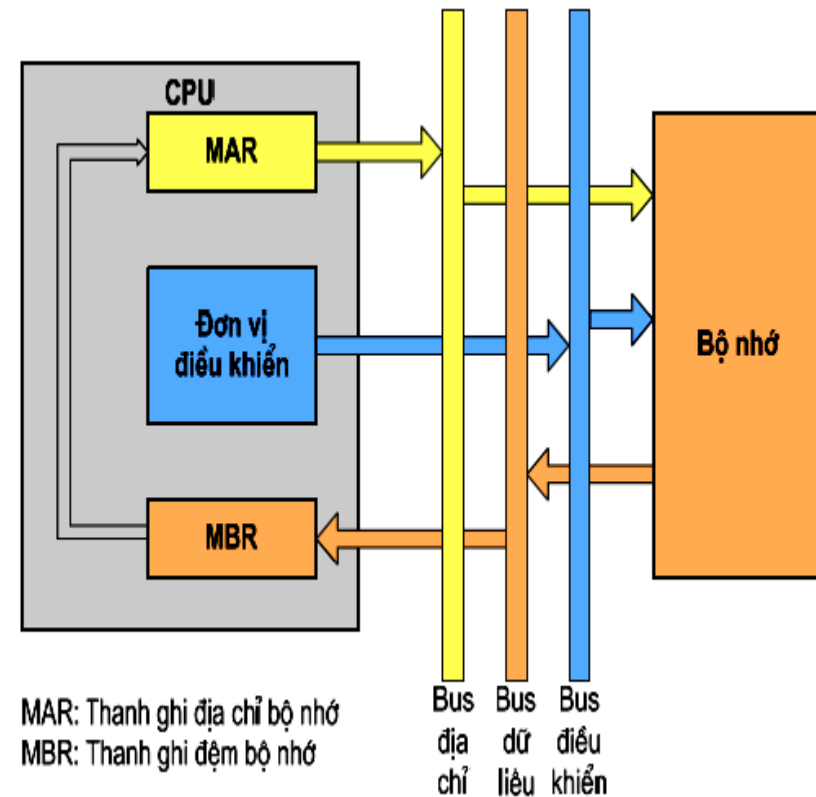 CPU
MAR
Đơn vị
điều khiển
Bộ nhớ
MBR
MAR: Thanh ghi địa chỉ bộ nhớ
MBR: Thanh ghi đệm bộ nhớ
Bus
địa
chỉ
Bus
dữ
liệu
Bus
điều
khiển